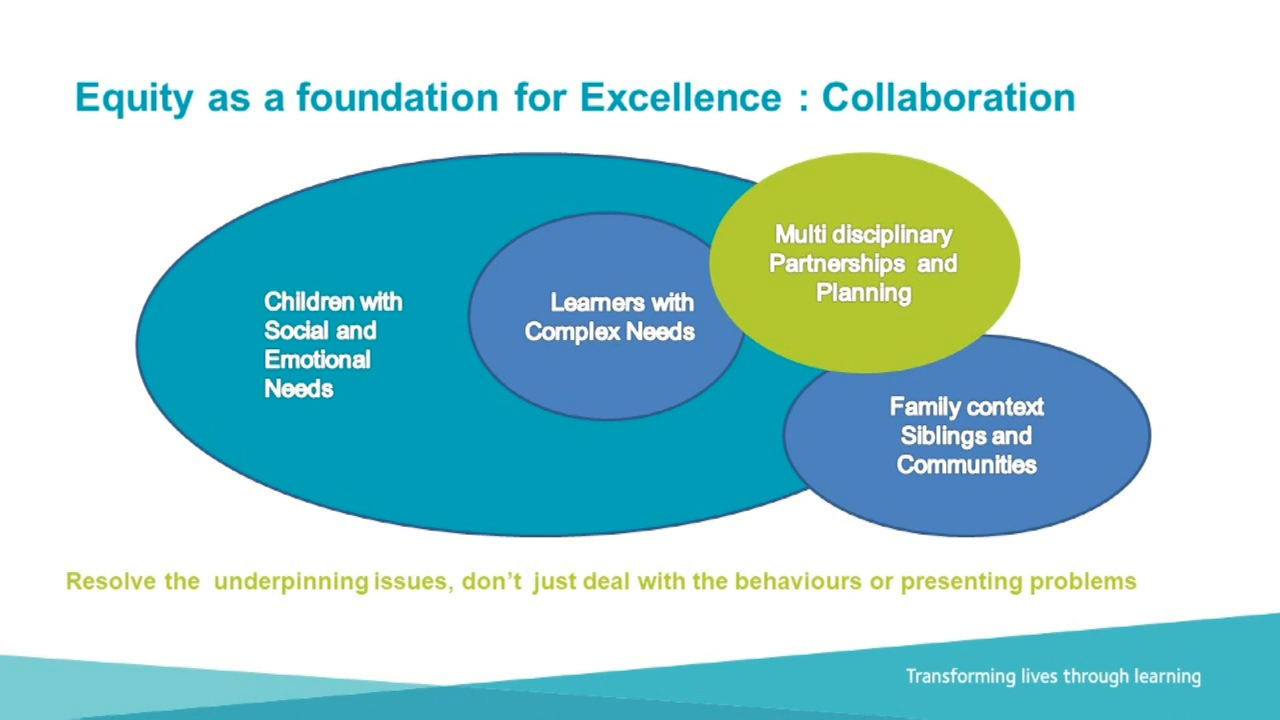 Equity as a foundation for Excellence : Collaboration
Children with
Social and
Emotional
Needs
Learners with
Complex Needs
Multi disciplinary
Partnerships and
Planning
Family context
Siblings and
Communities
Resolve the underpinning issues, don’t just deal with the behaviours or presenting problems
Transforming lives through learning